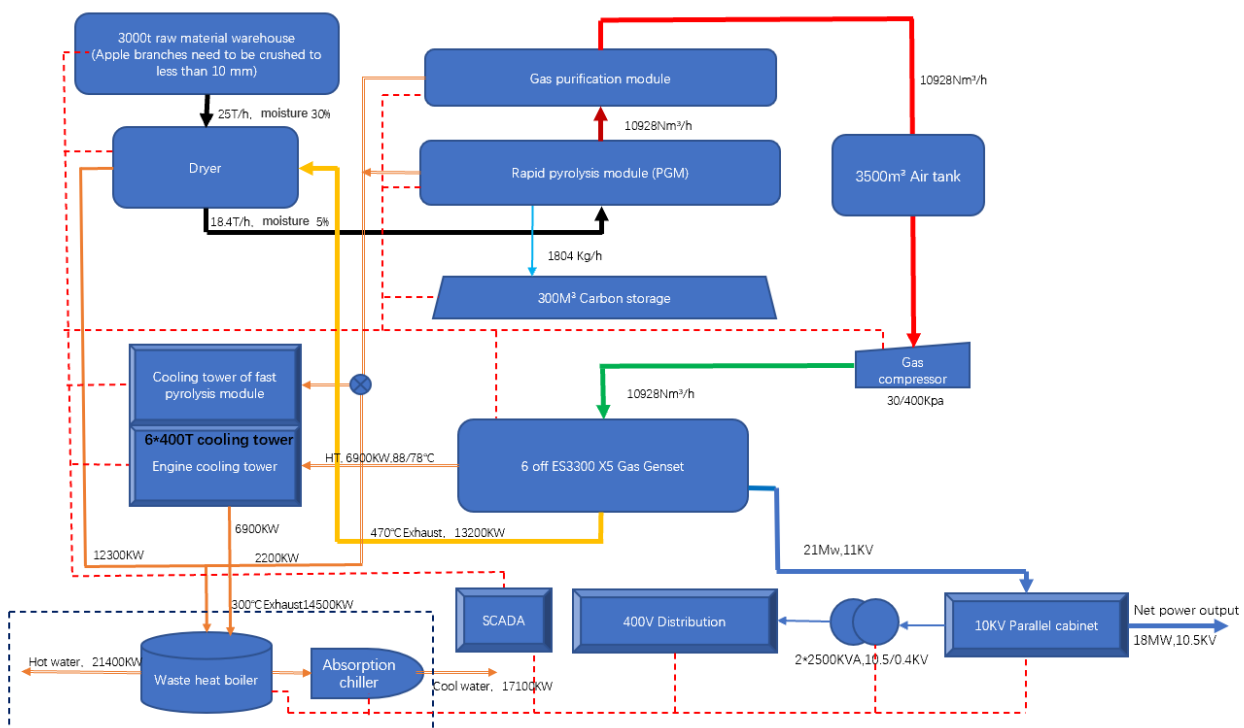 3000t raw material warehouse
(Apple branches need to be crushed to
less than 10 mm)
25T/h, moisture 30%
Dryer
18.4T/h, moisture 5%
Gas purification module
10928Nm³/h
Rapid pyrolysis module (PGM)
1804 Kg/h
300M³ Carbon storage
10928Nm³/h
3500m³ Air tank
Gas
compressor
30/400Kpa
10928Nm³/h
Cooling tower of fast
pyrolysis module
6*400T cooling tower
Engine cooling tower
HT. 6900KW,88/78℃
6 off ES3300 X5 Gas Genset
6900KW
470℃Exhaust, 13200KW
12300KW
2200KW
21Mw,11KV
300℃Exhaust14500KW
SCADA
400V Distribution
2*2500KVA,10.5/0.4KV
10KV Parallel cabinet
Net power output
18MW,10.5KV
Hot water, 21400KW
Waste heat boiler
Absorption
chiller
Cool water, 17100KW